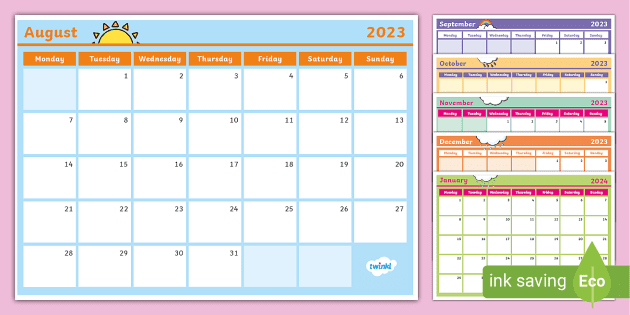 August 2023
Monday Tuesday Wednesday Thursday Friday Saturday Sunday
1 2 3 4 5 6
7 8 9 10 11 12 13
14 15 16 17 18 19 20
21 22 23 24 25 26 27
28 29 30 31
twinkl
September 2023
Monday Tuesday Wednesday Thursday Friday Saturday Sunday
1 2 3
October 2023
Monday Tuesday Wednesday Thursday Friday Saturday Sunday
1
November 2023
Monday Tuesday Wednesday Thursday Friday Saturday Sunday
1 2 3 4 5
December 2023
Monday Tuesday Wednesday Thursday Friday Saturday Sunday
1 2 3
January 2024
Monday Tuesday Wednesday Thursday Friday Saturday Sunday
1 2 3 4 5 6 7
8 9 10 11 12 13 14
15 16 17 18 19 20 21
22 23 24 25 26
29
ink saving Eco